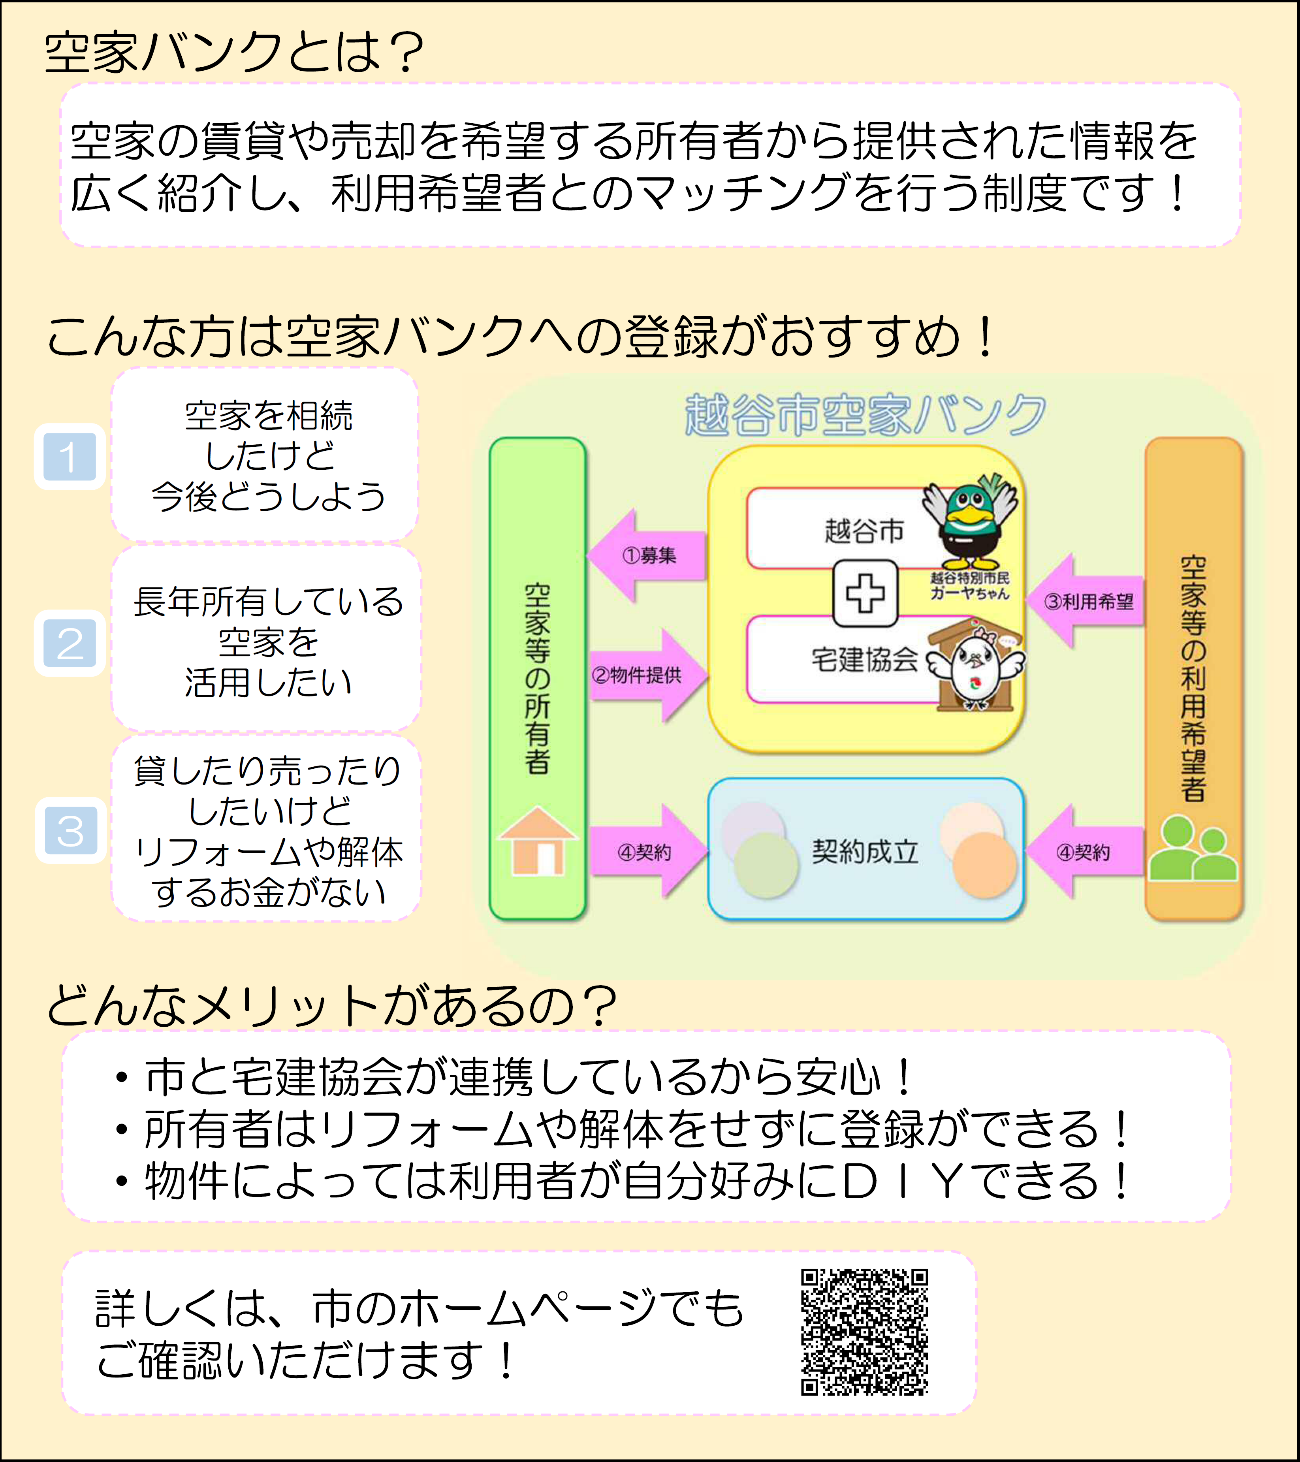 空家バンクとは？
空家の賃貸や売却を希望する所有者から提供された情報を
広く紹介し、利用希望者とのマッチングを行う制度です！
こんな方は空家バンクへの登録がおすすめ！
1
空家を相続
したけど
今後どうしよう
2
長年所有している
空家を
活用したい
3
貸したり売ったり
したいけど
リフォームや解体
するお金がない
越谷市空家バンク
空家等の所有者
①募集
②物件提供
④契約
越谷市
越谷特別市民
ガーヤちゃん
宅建協会
契約成立
③利用希望
④契約
空家等の利用希望者
どんなメリットがあるの？
・市と宅建協会が連携しているから安心！
・所有者はリフォームや解体をせずに登録ができる！
・物件によっては利用者が自分好みにＤＩＹできる！
詳しくは、市のホームページでも
ご確認いただけます！